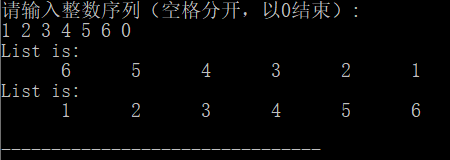 请输入整数序列（空格分开，以0结束）:
1 2 3 4 5 6 0
List is:
6 5 4 3 2 1
List is:
1 2 3 4 5 6
--------------------------------